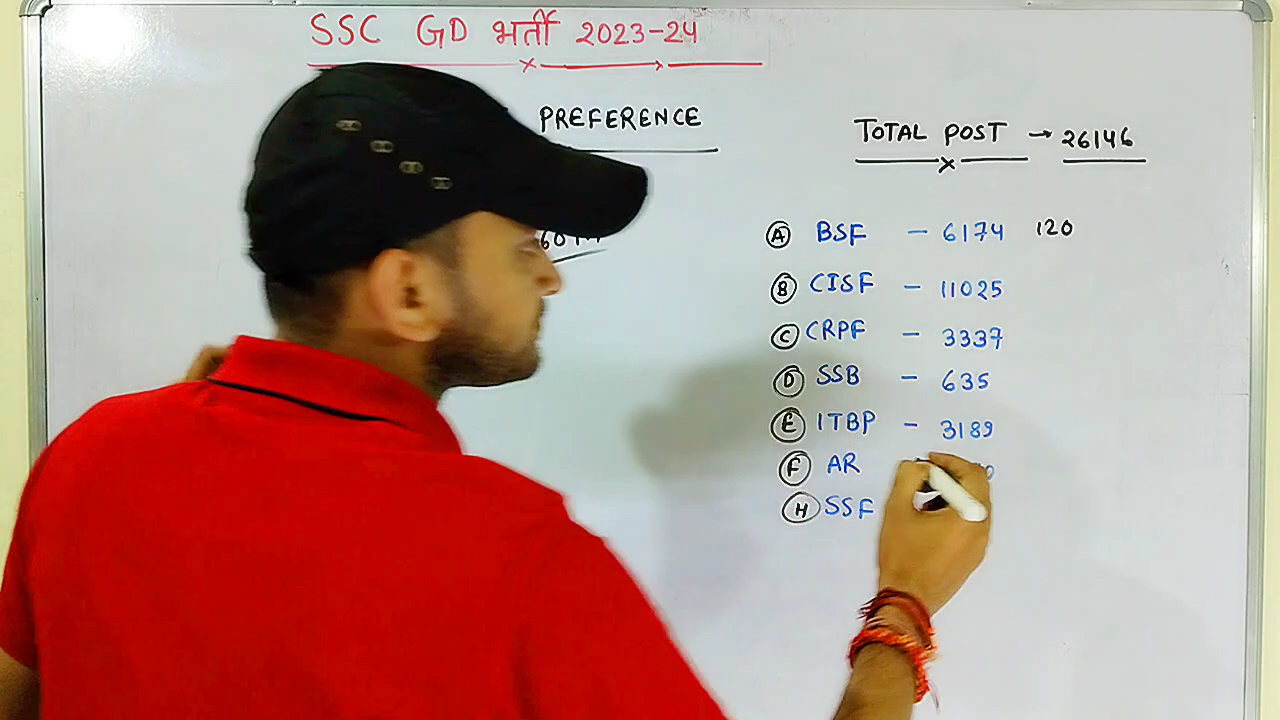 SSC GD भर्ती 2023-24
PREFERENCE
TOTAL POST → 26146
A BSF - 6174 120
B CISF - 11025
C CRPF - 3337
D SSB - 635
E ITBP - 3189
F AR
H SSF